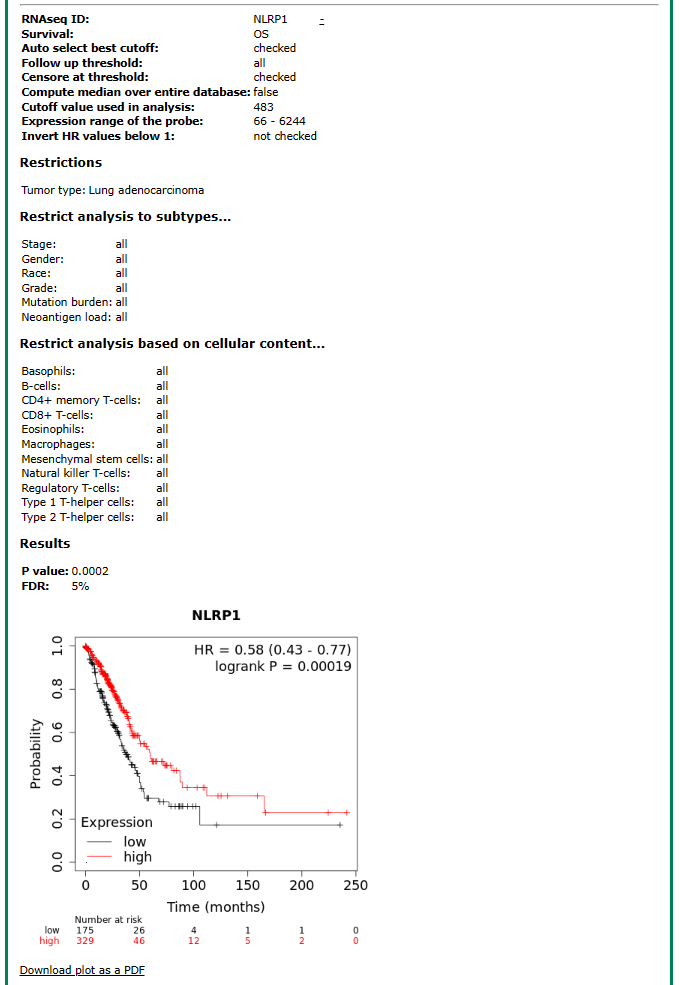 RNAseq ID: NLRP1 -
Survival: OS
Auto select best cutoff: checked
Follow up threshold: all
Censore at threshold: checked
Compute median over entire database: false
Cutoff value used in analysis: 483
Expression range of the probe: 66 - 6244
Invert HR values below 1: not checked
Restrictions
Tumor type: Lung adenocarcinoma
Restrict analysis to subtypes...
Stage: all
Gender: all
Race: all
Grade: all
Mutation burden: all
Neoantigen load: all
Restrict analysis based on cellular content...
Basophils: all
B-cells: all
CD4+ memory T-cells: all
CD8+ T-cells: all
Eosinophils: all
Macrophages: all
Mesenchymal stem cells: all
Natural killer T-cells: all
Regulatory T-cells: all
Type 1 T-helper cells: all
Type 2 T-helper cells: all
Results
P value: 0.0002
FDR: 5%
NLRP1
HR = 0.58 (0.43 - 0.77)
logrank P = 0.00019
Probability
1.0
0.8
0.6
0.4
0.2
0.0
Expression
low
high
0 50 100 150 200 250
Time (months)
Number at risk
low 175 26 4 1 1 0
high 329 46 12 5 2 0
Download plot as a PDF